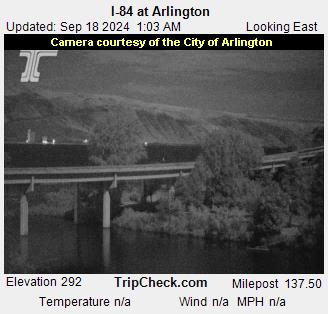 I-84 at Arlington
Updated: Sep 18 2024 1:03 AM Looking East
Camera courtesy of the City of Arlington
Elevation 292 TripCheck.com Milepost 137.50
Temperature n/a Wind n/a MPH n/a